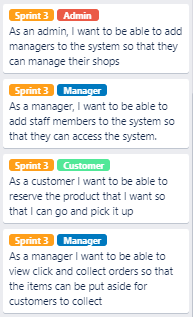 Sprint 3 Admin
As an admin, I want to be able to add
managers to the system so that they
can manage their shops
Sprint 3 Manager
As a manager, I want to be able to
add staff members to the system so
that they can access the system.
Sprint 3 Customer
As a customer I want to be able to
reserve the product that I want so
that I can go and pick it up
Sprint 3 Manager
As a manager I want to be able to
view click and collect orders so that
the items can be put aside for
customers to collect